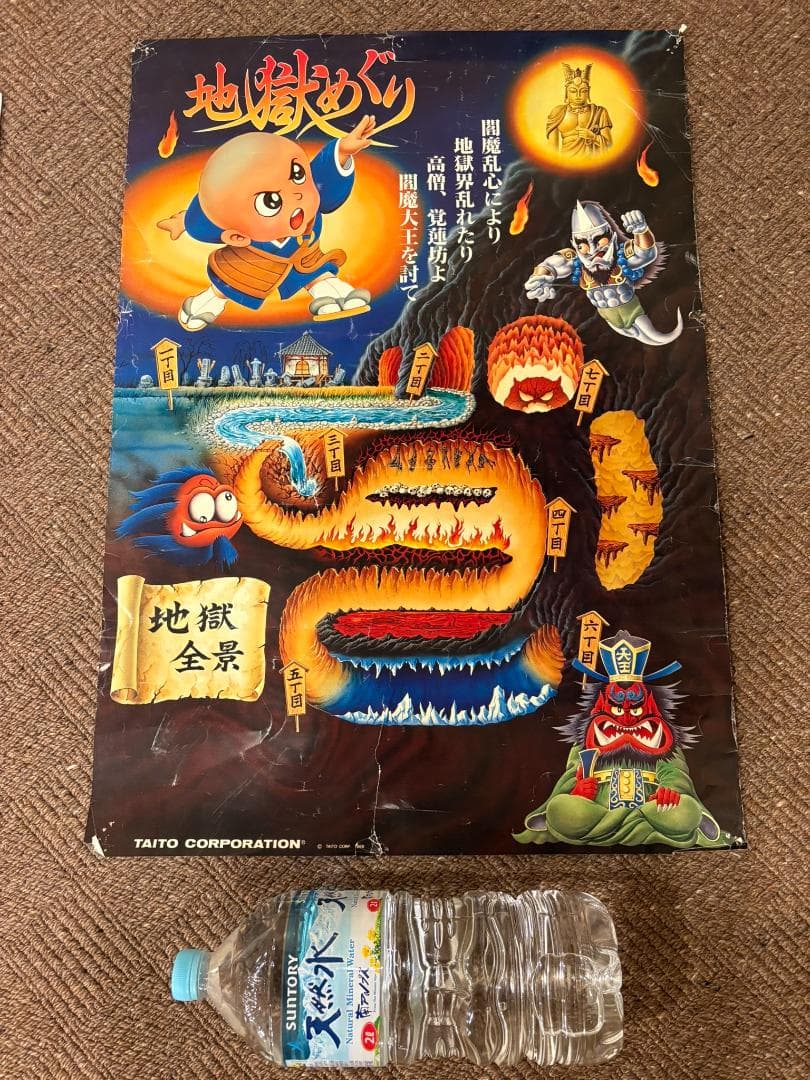 地獄めぐり
閻魔乱心により
地獄界乱れたり
高僧、覚蓮坊よ
閻魔大王を討て
一丁目
二丁目
三丁目
七丁目
四丁目
六丁目
五丁目
地獄
全景
大王
TAITO CORPORATION
© TAITO CORP.
SUNTORY
天然水
Natural Mineral Water
南アルプス
2ℓ